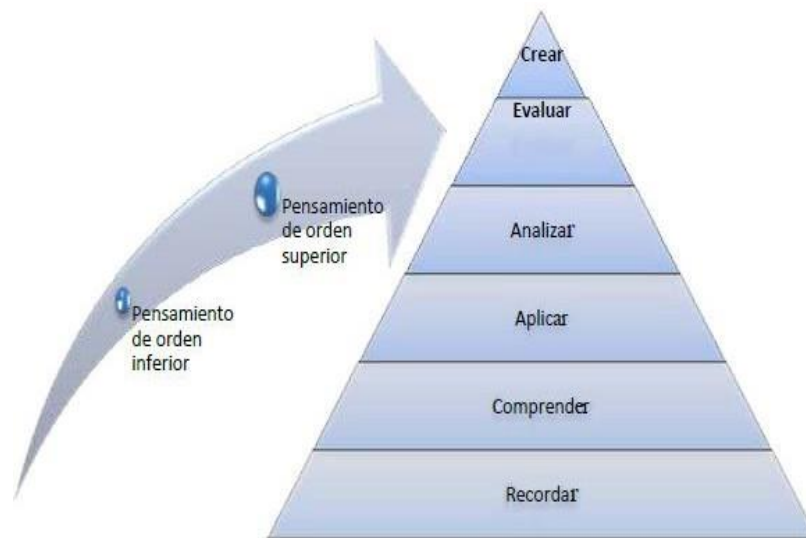 Crear
Evaluar
Analizar
Aplicar
Comprender
Recordar
Pensamiento
de orden
superior
Pensamiento
de orden
inferior